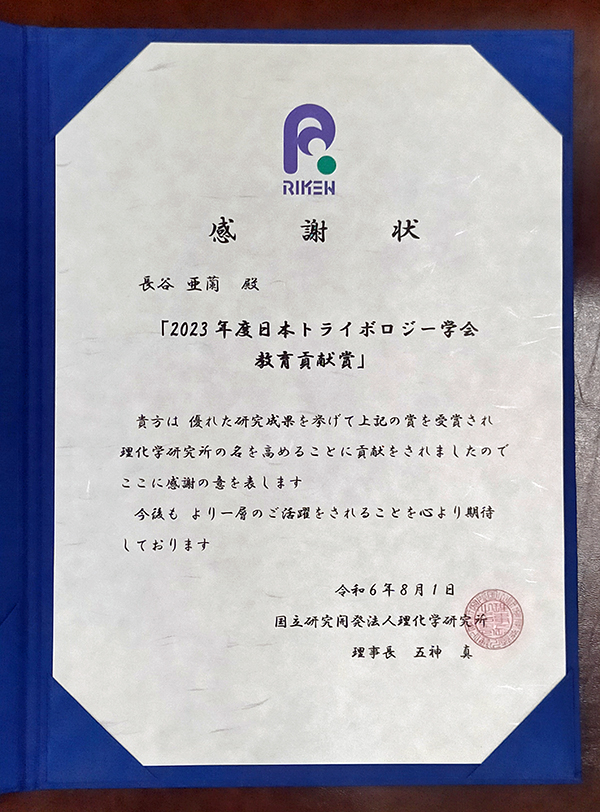 RIKEN
感謝状
長谷 亜蘭 殿
「2023年度日本トライボロジー学会
教育貢献賞」
貴方は 優れた研究成果を挙げて上記の賞を受賞され
理化学研究所の名を高めることに貢献をされましたので
ここに感謝の意を表します
今後も より一層のご活躍をされることを心より期待
しております
令和6年8月1日
国立研究開発法人理化学研究所
理事長 五神 真